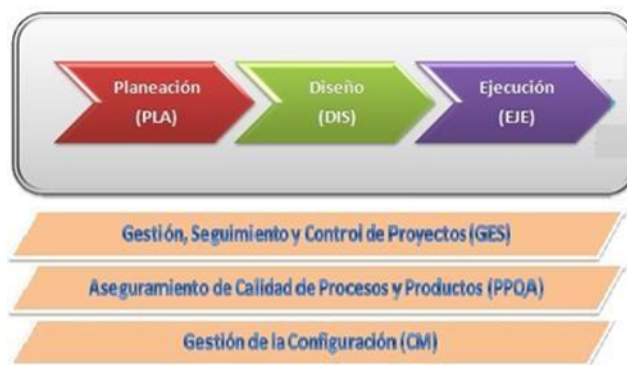 Planeación
(PLA)
Diseño
(DIS)
Ejecución
(EJE)
Gestión, Seguimiento y Control de Proyectos (GES)
Aseguramiento de Calidad de Procesos y Productos (PPQA)
Gestión de la Configuración (CM)